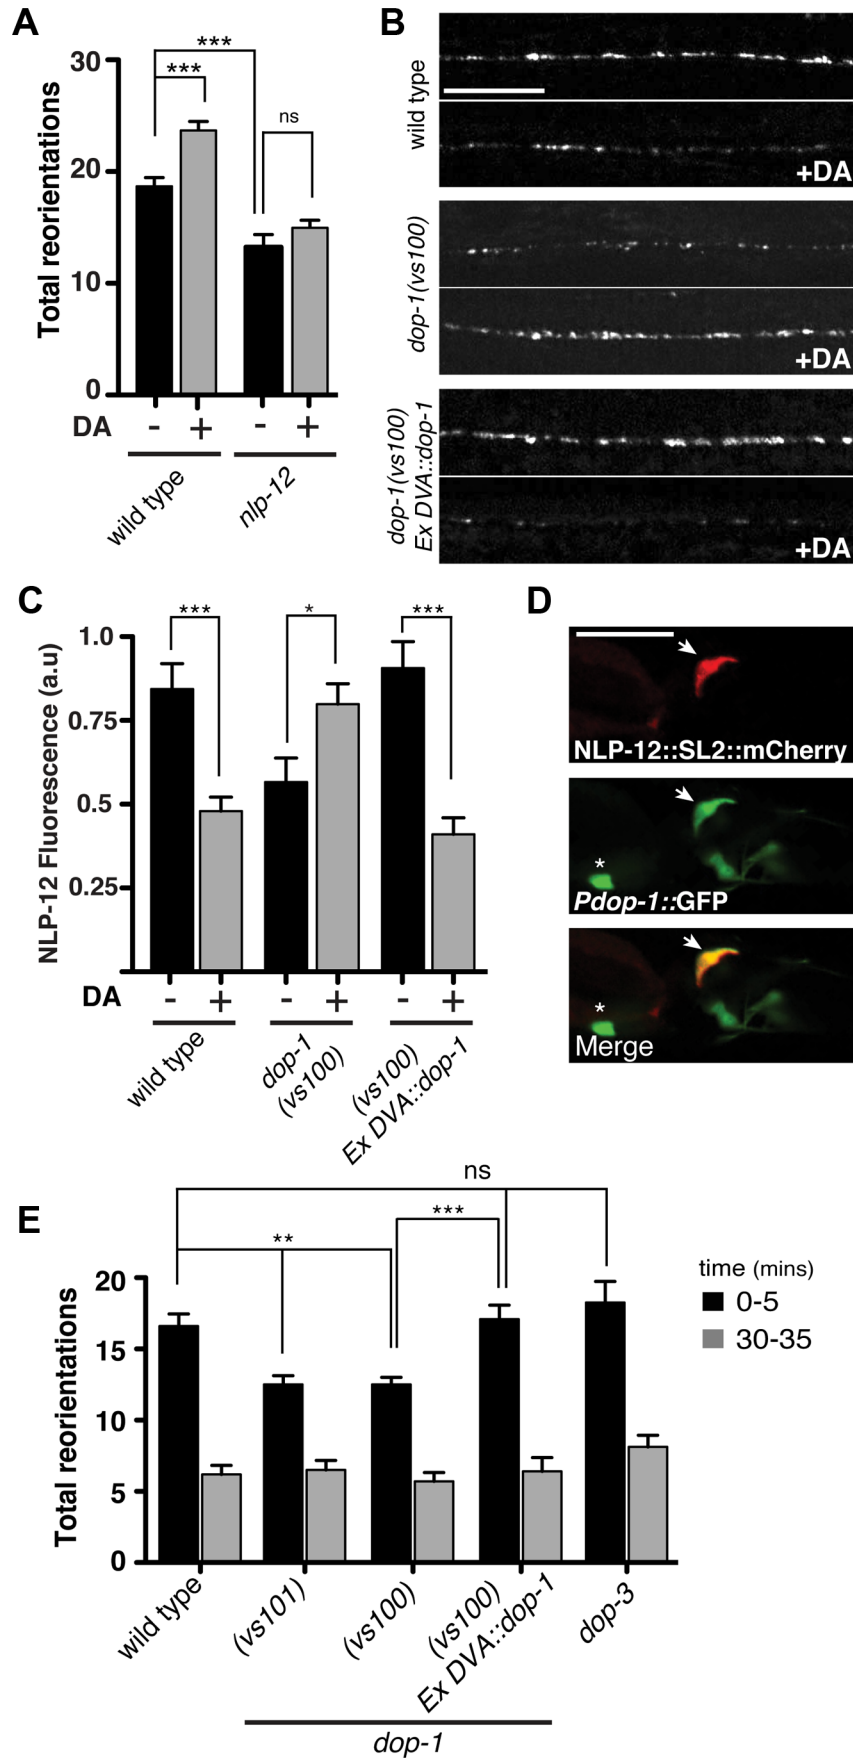 A
Total reorientations
30
20
10
0
***
***
ns
DA - + - +
wild type
nlp-12
B
wild type
+DA
dop-1(vs100)
+DA
dop-1(vs100)
Ex DVA::dop-1
+DA
C
NLP-12 Fluorescence (a.u)
1.0
0.75
0.5
0.25
***
*
***
DA - + - + - +
wild type
dop-1
(vs100)
(vs100)
Ex DVA::dop-1
D
NLP-12::SL2::mCherry
*
Pdop-1::GFP
*
Merge
E
Total reorientations
20
15
10
5
0
ns
***
**
time (mins)
0-5
30-35
wild type
(vs101)
(vs100)
(vs100)
Ex DVA::dop-1
dop-3
dop-1